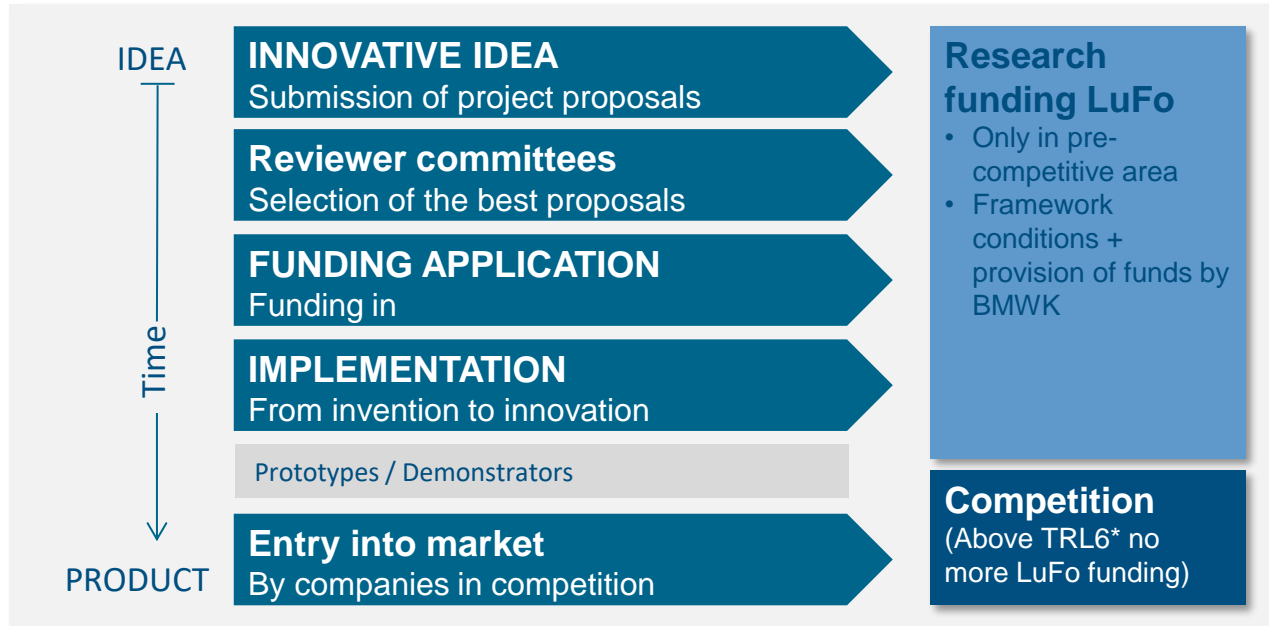 IDEA
Time
PRODUCT
INNOVATIVE IDEA
Submission of project proposals
Reviewer committees
Selection of the best proposals
FUNDING APPLICATION
Funding in
IMPLEMENTATION
From invention to innovation
Prototypes / Demonstrators
Entry into market
By companies in competition
Research
funding LuFo
• Only in pre-
competitive area
• Framework
conditions +
provision of funds by
BMWK
Competition
(Above TRL6* no
more LuFo funding)